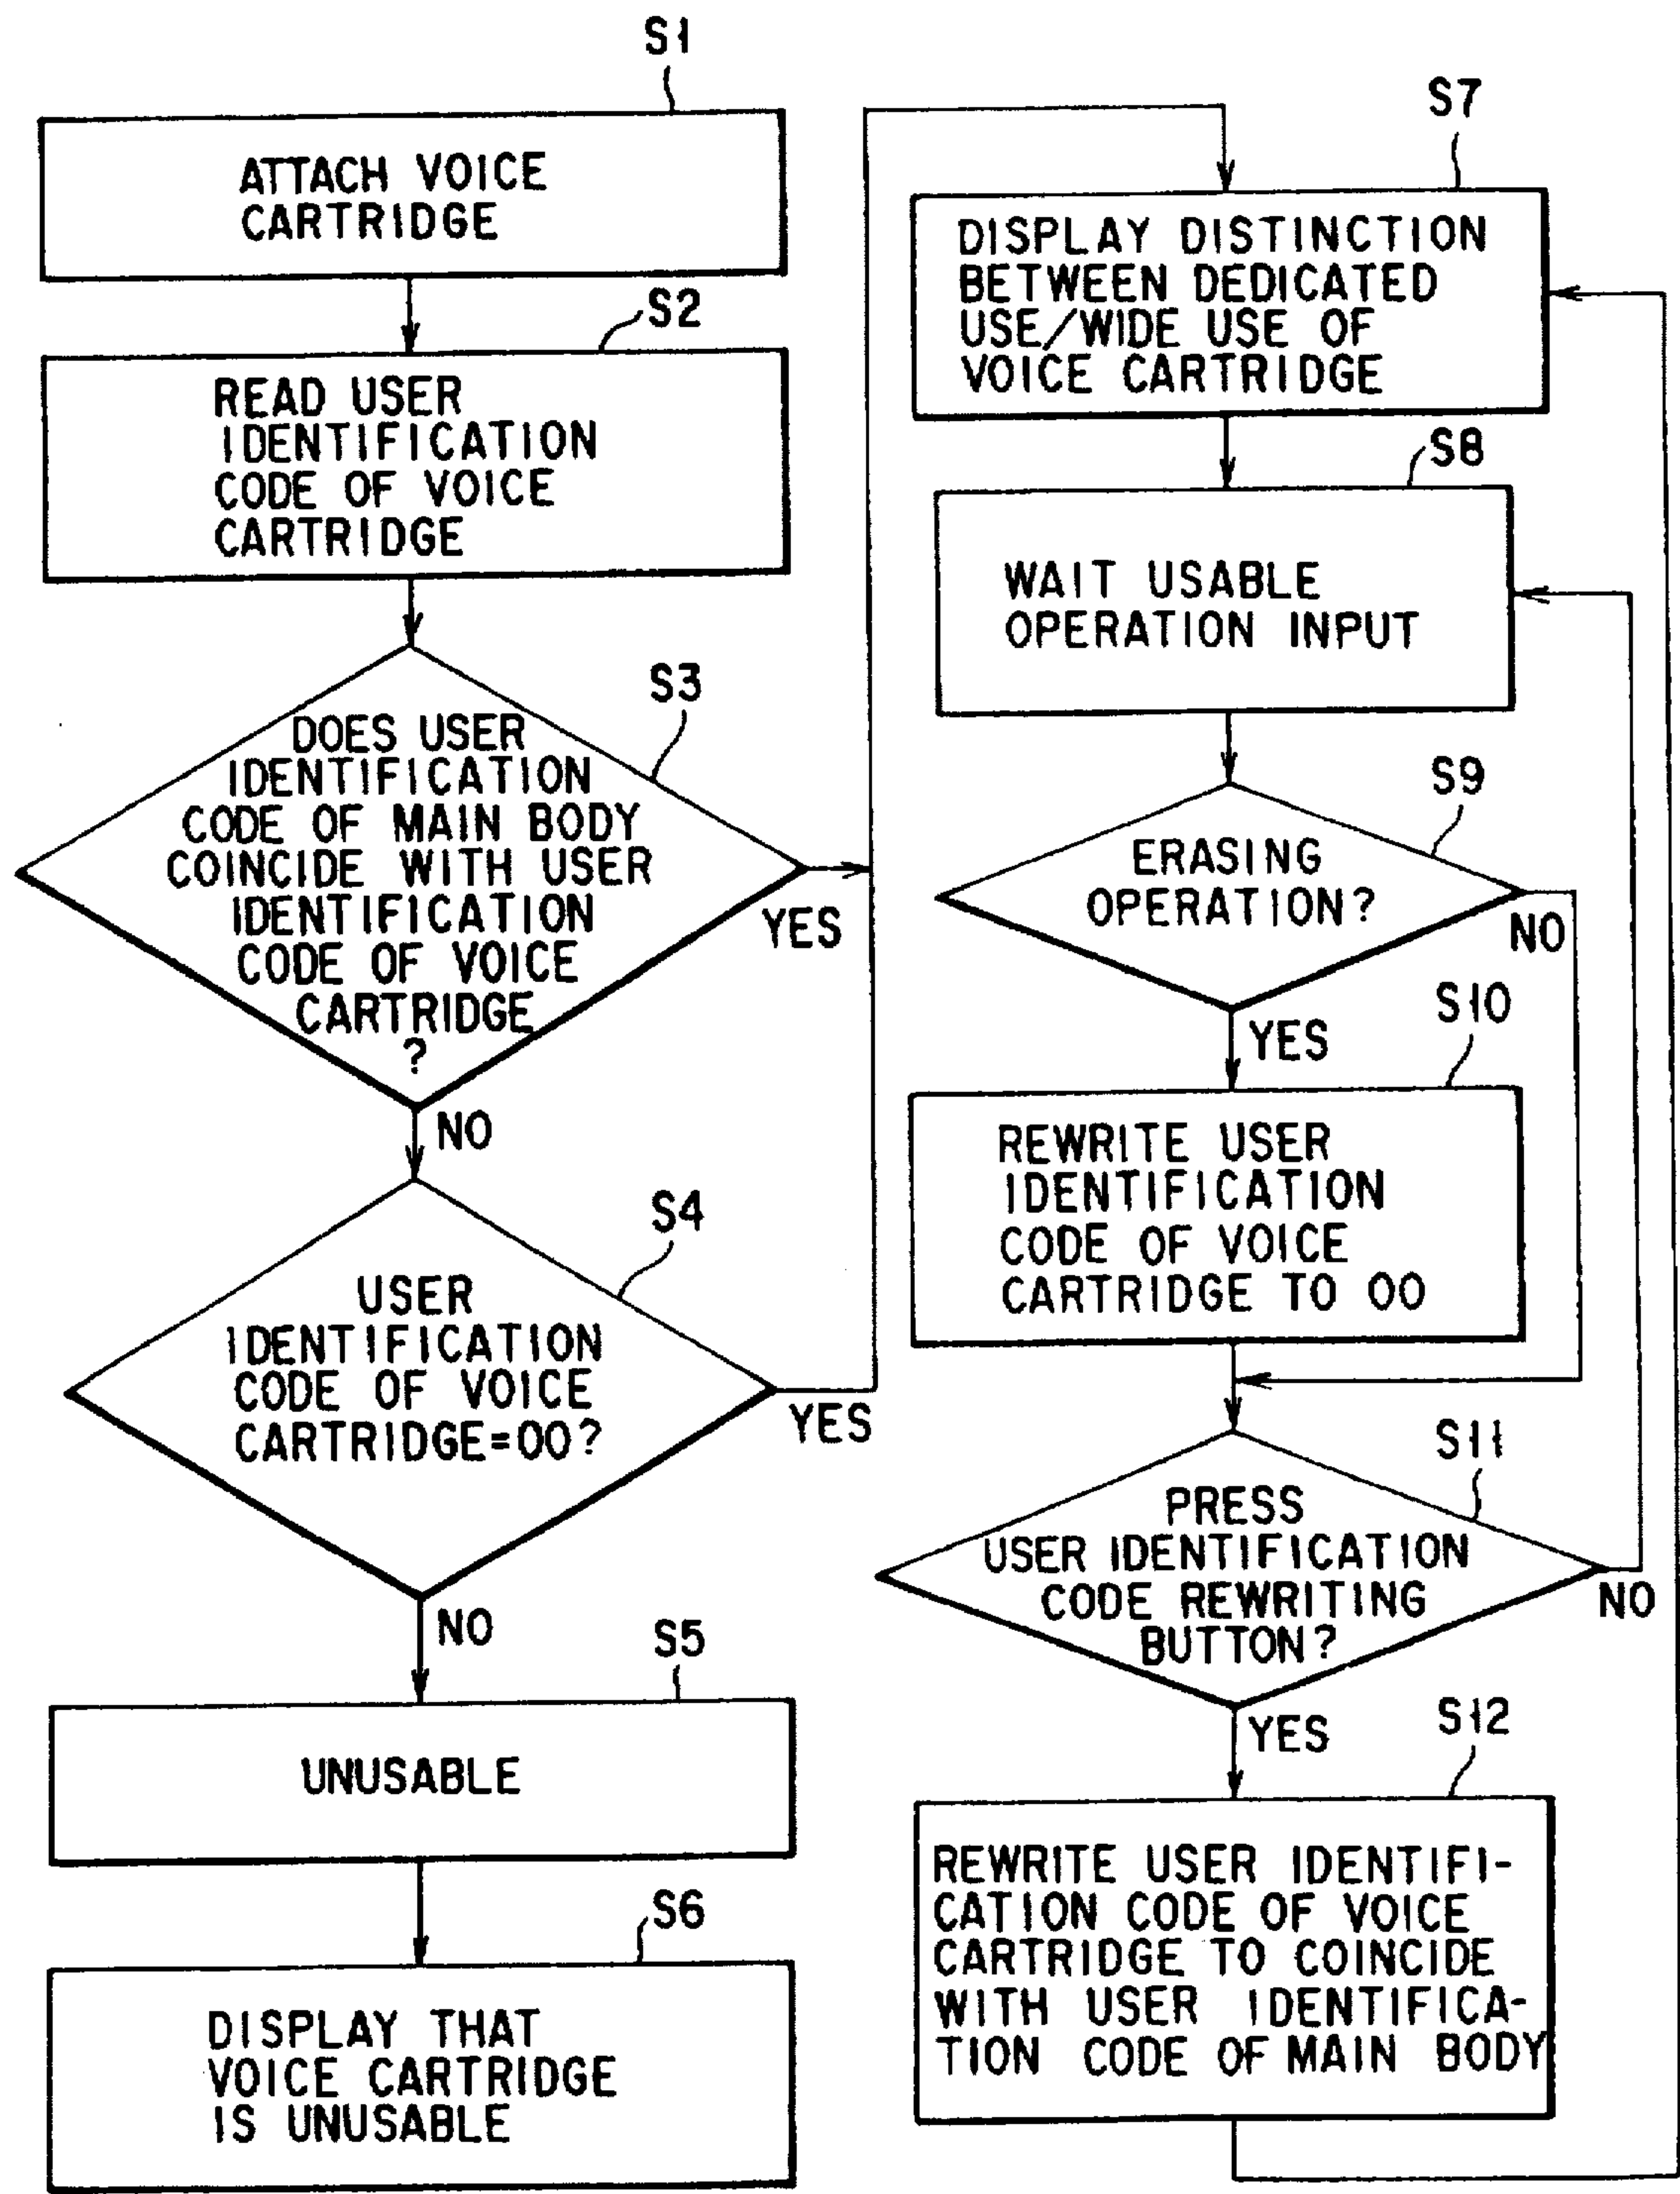 S1
ATTACH VOICE
CARTRIDGE
S2
READ USER
IDENTIFICATION
CODE OF VOICE
CARTRIDGE
S3
DOES USER
IDENTIFICATION
CODE OF MAIN BODY
COINCIDE WITH USER
IDENTIFICATION
CODE OF VOICE
CARTRIDGE
?
YES
NO
S4
USER
IDENTIFICATION
CODE OF VOICE
CARTRIDGE=00?
YES
NO
S5
UNUSABLE
S6
DISPLAY THAT
VOICE CARTRIDGE
IS UNUSABLE
S7
DISPLAY DISTINCTION
BETWEEN DEDICATED
USE/WIDE USE OF
VOICE CARTRIDGE
S8
WAIT USABLE
OPERATION INPUT
S9
ERASING
OPERATION?
NO
YES
S10
REWRITE USER
IDENTIFICATION
CODE OF VOICE
CARTRIDGE TO 00
S11
PRESS
USER IDENTIFICATION
CODE REWRITING
BUTTON?
NO
YES
S12
REWRITE USER IDENTIFI-
CATION CODE OF VOICE
CARTRIDGE TO COINCIDE
WITH USER IDENTIFICA-
TION CODE OF MAIN BODY